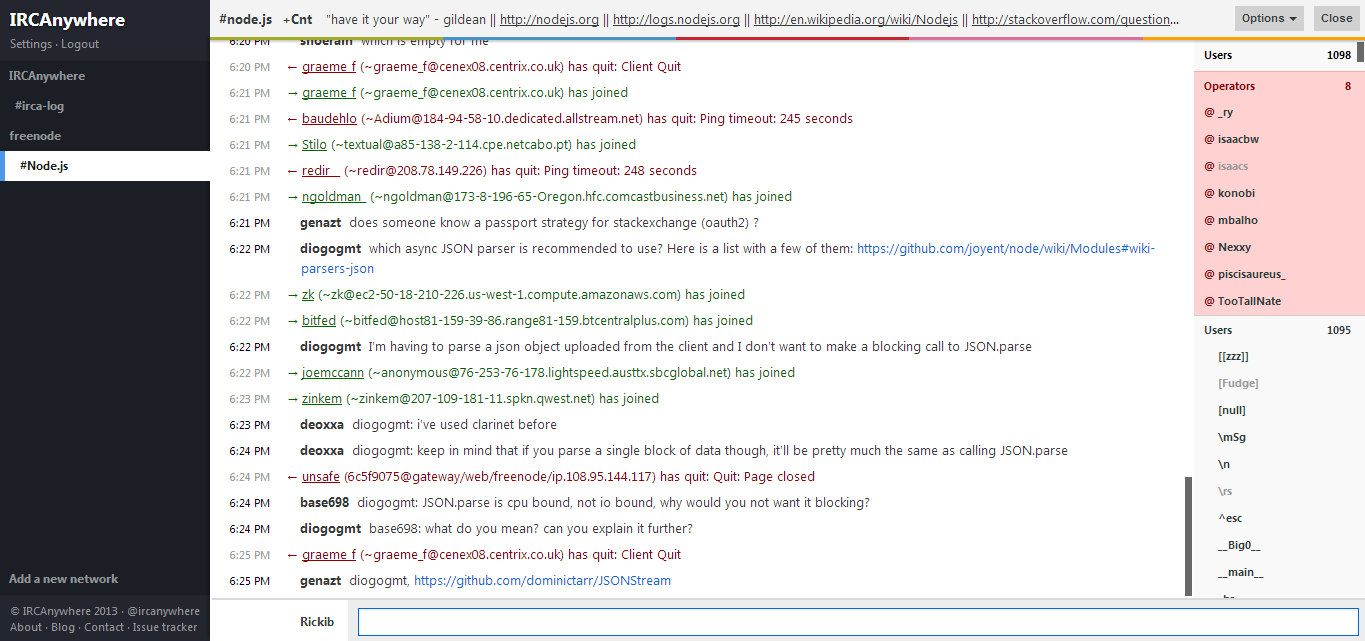 IRCAnywhere
Settings · Logout
IRCAnywhere
#irca-log
freenode
#Node.js
Add a new network
© IRCAnywhere 2013 · @ircanywhere
About · Blog · Contact · Issue tracker
#node.js +Cnt "have it your way" - gildean || http://nodejs.org || http://logs.nodejs.org || http://en.wikipedia.org/wiki/Nodejs || http://stackoverflow.com/question...
Options
Close
6:20 PM shoerain which is empty for me
6:20 PM ← graeme_f (~graeme_f@cenex08.centrix.co.uk) has quit: Client Quit
6:21 PM → graeme_f (~graeme_f@cenex08.centrix.co.uk) has joined
6:21 PM ← baudehlo (~Adium@184-94-58-10.dedicated.allstream.net) has quit: Ping timeout: 245 seconds
6:21 PM → Stilo (~textual@a85-138-2-114.cpe.netcabo.pt) has joined
6:21 PM ← redir__ (~redir@208.78.149.226) has quit: Ping timeout: 248 seconds
6:21 PM → ngoldman_ (~ngoldman@173-8-196-65-Oregon.hfc.comcastbusiness.net) has joined
6:21 PM genazt does someone know a passport strategy for stackexchange (oauth2) ?
6:22 PM diogogmt which async JSON parser is recommended to use? Here is a list with a few of them: https://github.com/joyent/node/wiki/Modules#wiki-
parsers-json
6:22 PM → zk (~zk@ec2-50-18-210-226.us-west-1.compute.amazonaws.com) has joined
6:22 PM → bitfed (~bitfed@host81-159-39-86.range81-159.btcentralplus.com) has joined
6:22 PM diogogmt I'm having to parse a json object uploaded from the client and I don't want to make a blocking call to JSON.parse
6:22 PM → joemccann (~anonymous@76-253-76-178.lightspeed.austtx.sbcglobal.net) has joined
6:23 PM → zinkem (~zinkem@207-109-181-11.spkn.qwest.net) has joined
6:23 PM deoxxa diogogmt: i've used clarinet before
6:24 PM deoxxa diogogmt: keep in mind that if you parse a single block of data though, it'll be pretty much the same as calling JSON.parse
6:24 PM ← unsafe (6c5f9075@gateway/web/freenode/ip.108.95.144.117) has quit: Quit: Page closed
6:24 PM base698 diogogmt: JSON.parse is cpu bound, not io bound, why would you not want it blocking?
6:24 PM diogogmt base698: what do you mean? can you explain it further?
6:25 PM ← graeme_f (~graeme_f@cenex08.centrix.co.uk) has quit: Client Quit
6:25 PM genazt diogogmt, https://github.com/dominictarr/JSONStream
Rickib
Users 1098
Operators 8
@ _ry
@ isaacbw
@ isaacs
@ konobi
@ mbalho
@ Nexxy
@ piscisaureus_
@ TooTallNate
Users 1095
[[zzz]]
[Fudge]
[null]
\mSg
\n
\rs
^esc
__Big0__
__main__